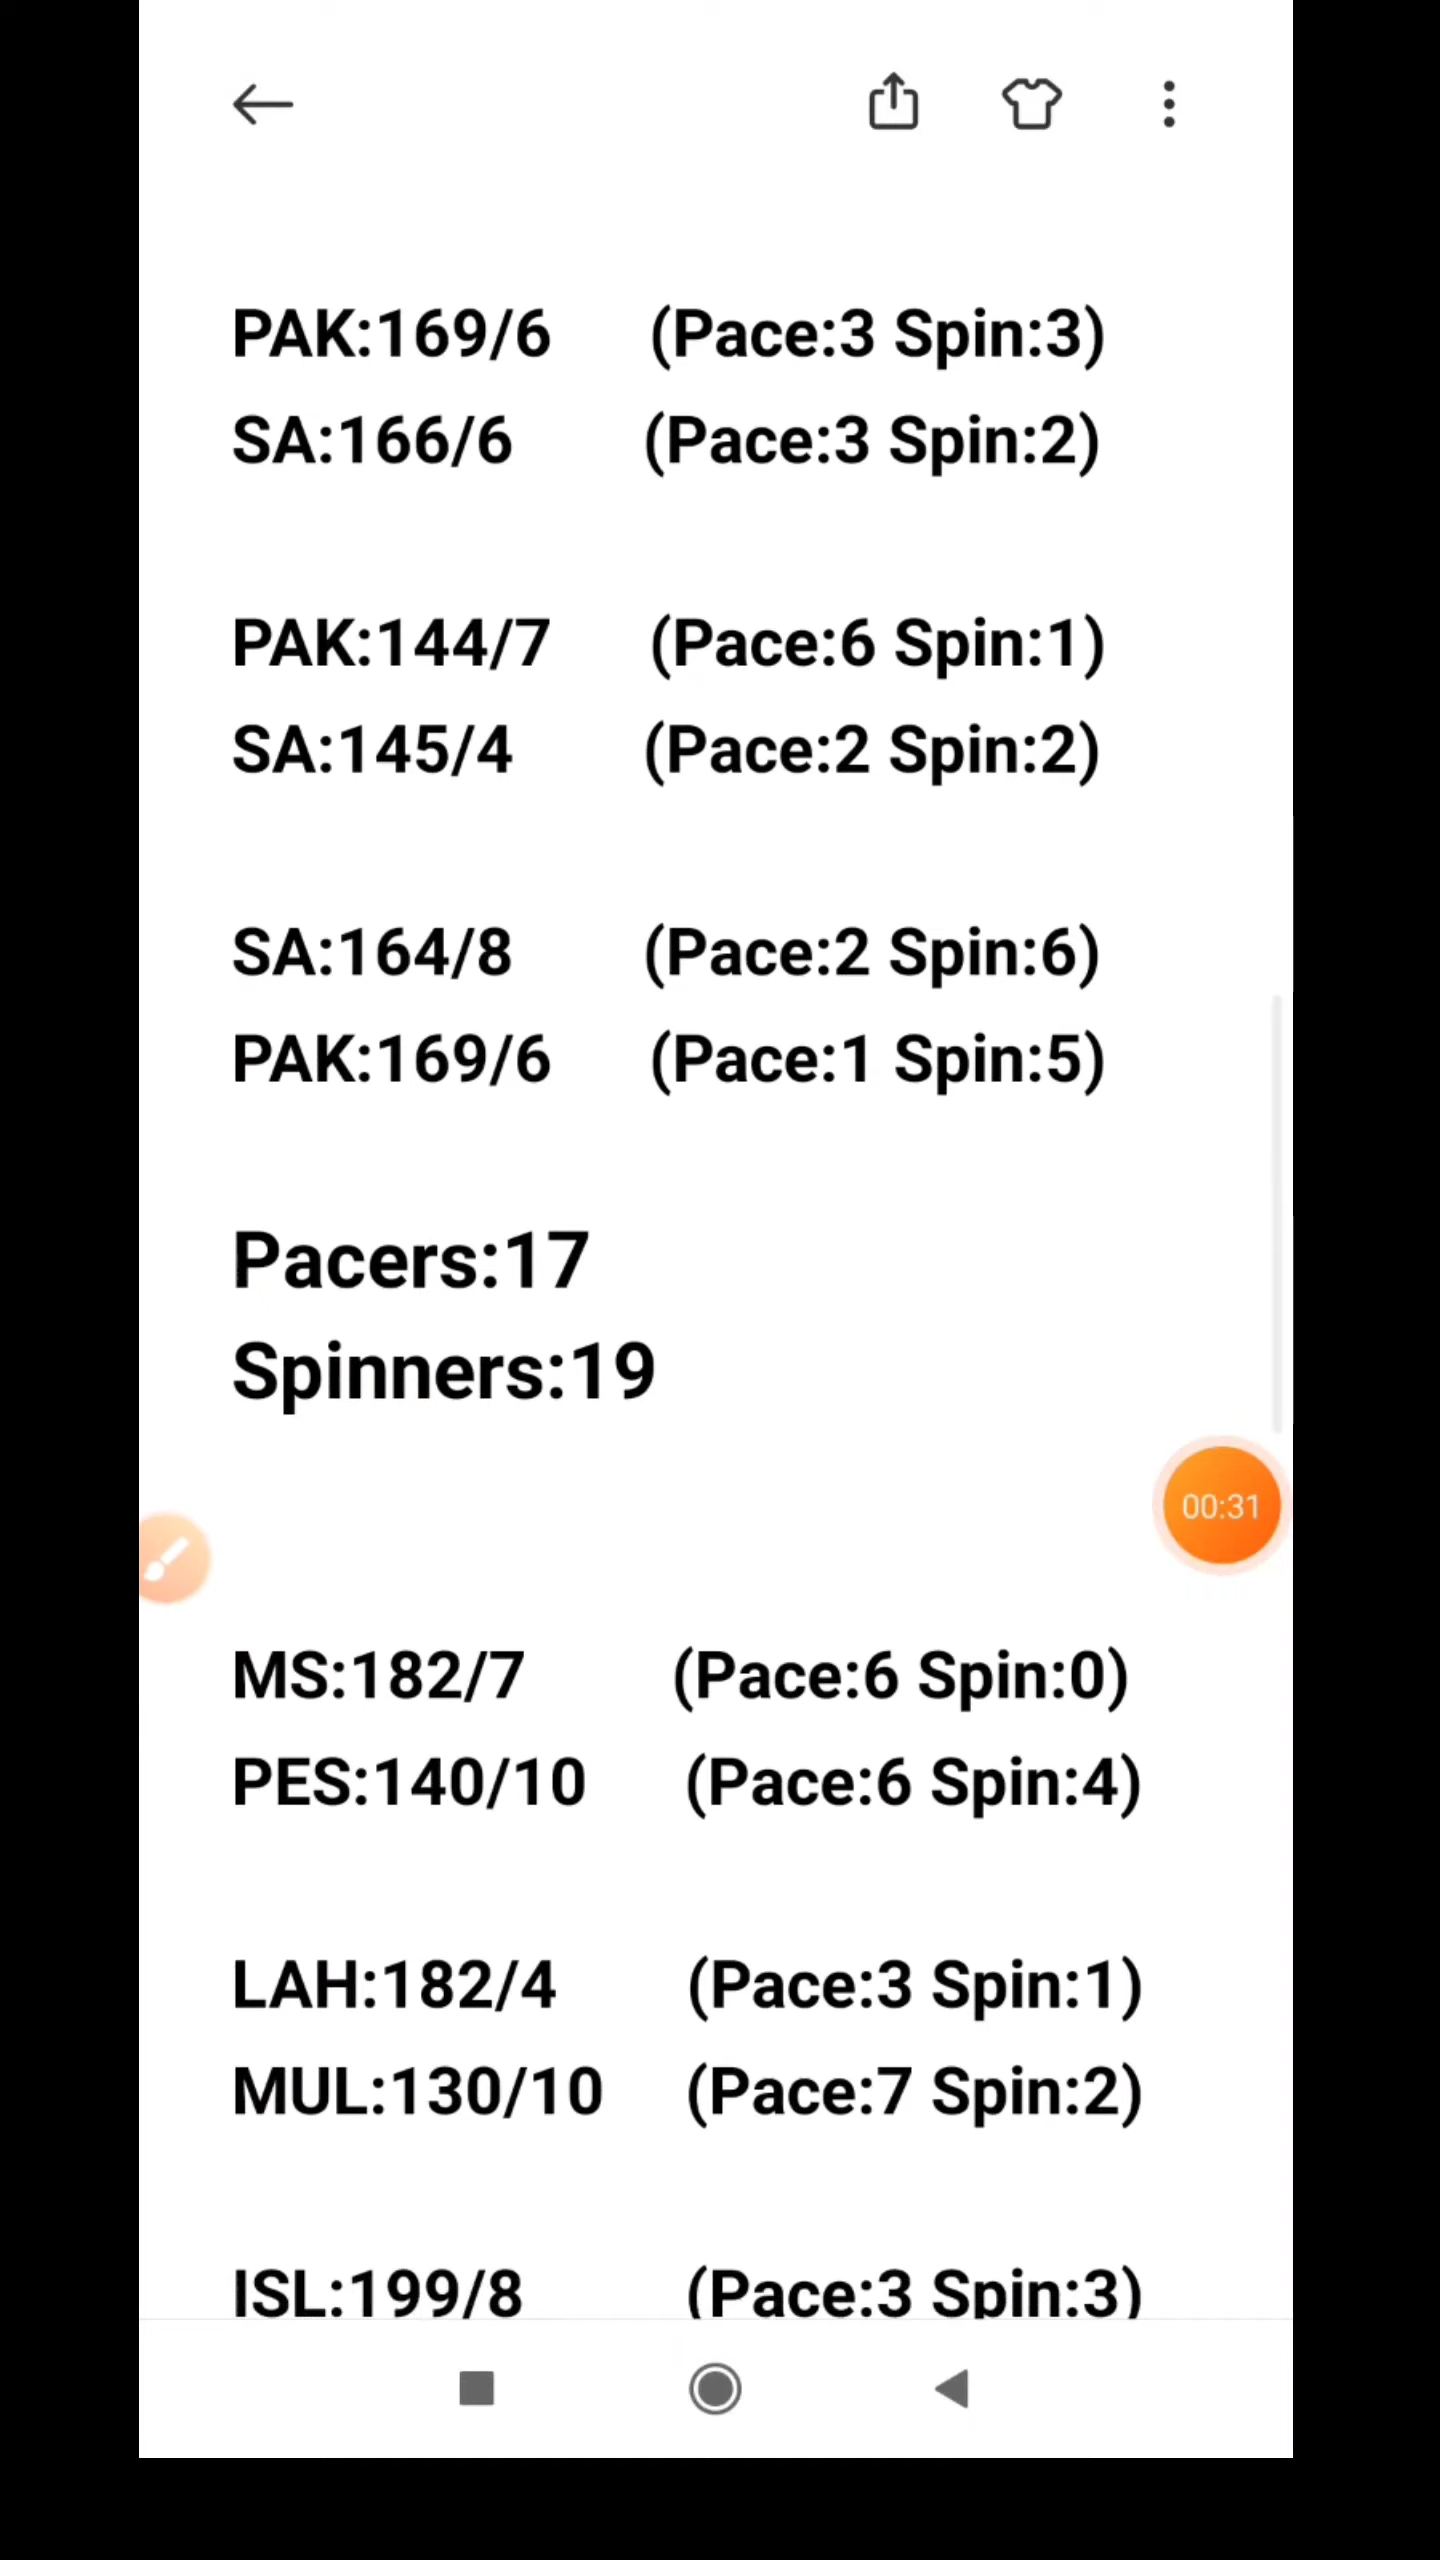 PAK:169/6 (Pace:3 Spin:3)
SA:166/6 (Pace:3 Spin:2)
PAK:144/7 (Pace:6 Spin:1)
SA:145/4 (Pace:2 Spin:2)
SA:164/8 (Pace:2 Spin:6)
PAK:169/6 (Pace:1 Spin:5)
Pacers:17
Spinners:19
00:31
MS:182/7 (Pace:6 Spin:0)
PES:140/10 (Pace:6 Spin:4)
LAH:182/4 (Pace:3 Spin:1)
MUL:130/10 (Pace:7 Spin:2)
ISL:199/8 (Pace:3 Spin:3)